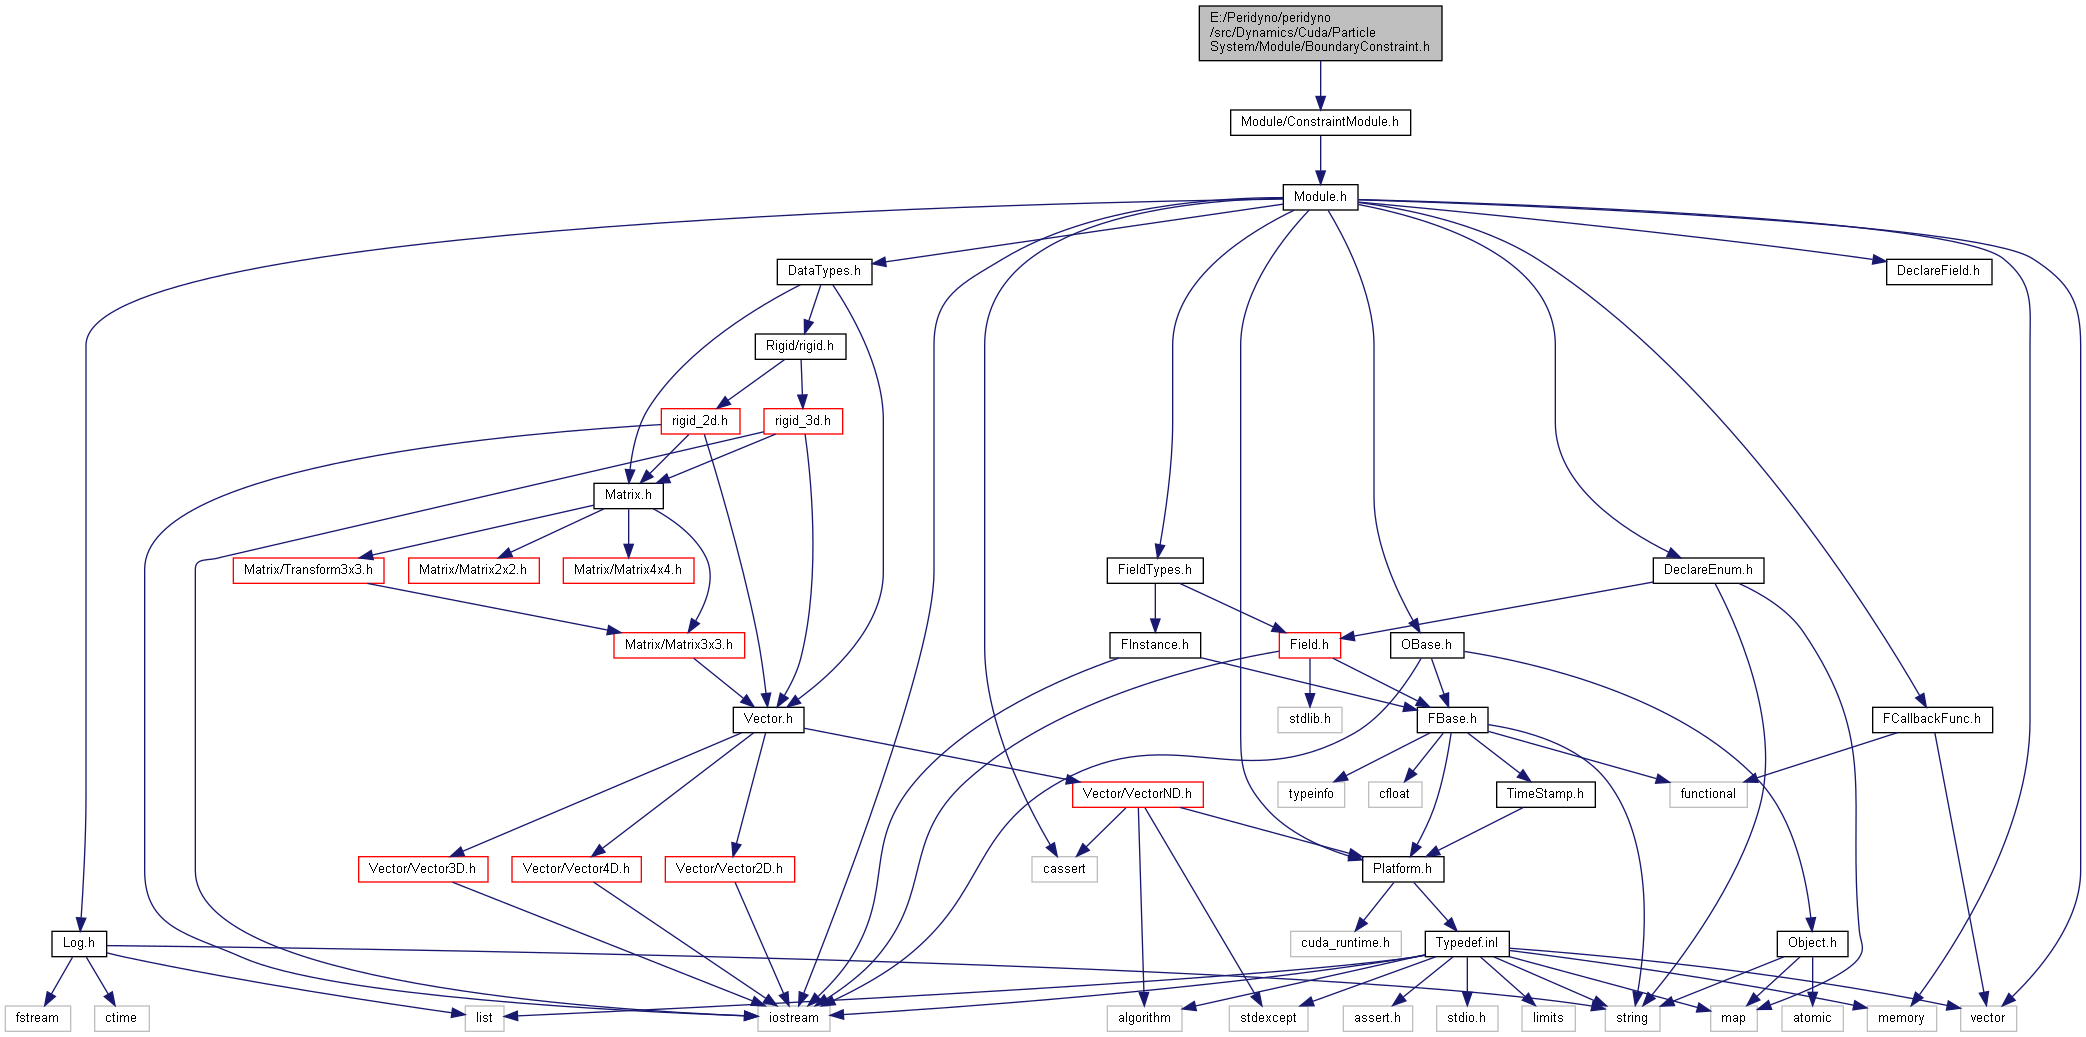 E:/Peridyno/peridyno
/src/Dynamics/Cuda/Particle
System/Module/BoundaryConstraint.h
Module/ConstraintModule.h
Module.h
DataTypes.h
DeclareField.h
Rigid/rigid.h
rigid_2d.h
rigid_3d.h
Matrix.h
Matrix/Transform3x3.h
Matrix/Matrix2x2.h
Matrix/Matrix4x4.h
FieldTypes.h
DeclareEnum.h
Matrix/Matrix3x3.h
FInstance.h
Field.h
OBase.h
Vector.h
stdlib.h
FBase.h
FCallbackFunc.h
Vector/VectorND.h
typeinfo
cfloat
TimeStamp.h
functional
Vector/Vector3D.h
Vector/Vector4D.h
Vector/Vector2D.h
cassert
Platform.h
Log.h
cuda_runtime.h
Typedef.inl
Object.h
fstream
ctime
list
iostream
algorithm
stdexcept
assert.h
stdio.h
limits
string
map
atomic
memory
vector